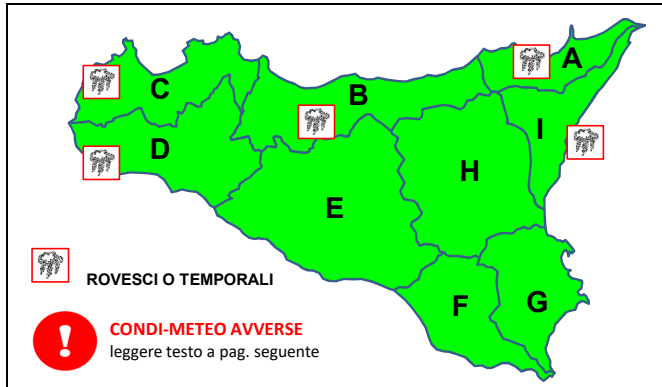 A
B
C
I
D
H
E
ROVESCI O TEMPORALI
F
G
!
CONDI-METEO AVVERSE
leggere testo a pag. seguente